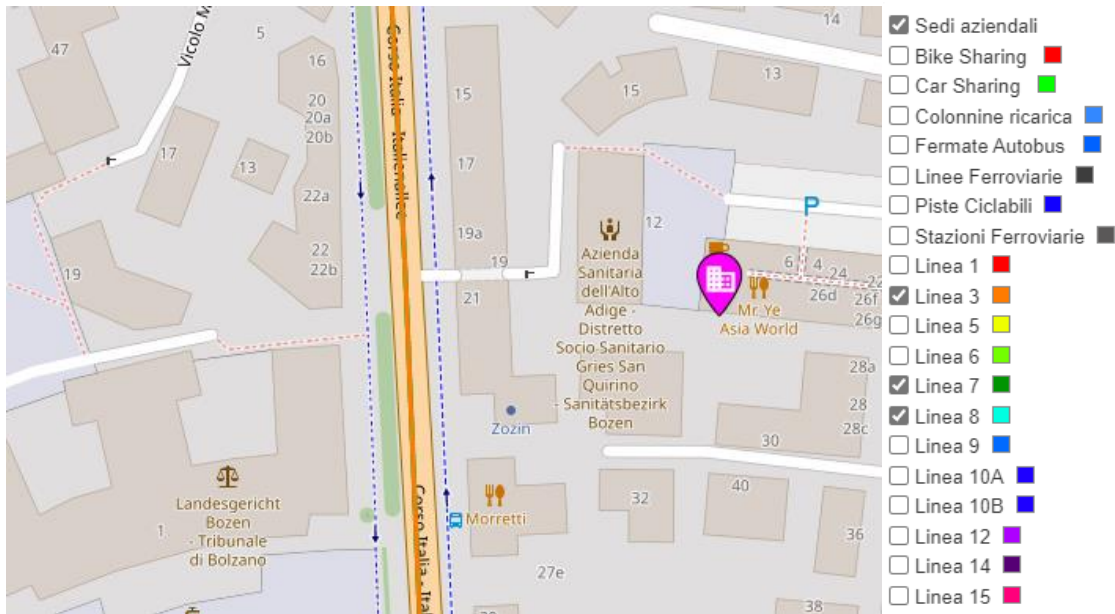 47
5
Vicolo M
16
20
20a
20b
17
13
22a
22
22b
19
Corso Italia - Italienallee
15
17
19a
19
21
14
13
15
12
Azienda
Sanitaria
dell'Alto
Adige -
Distretto
Socio-Sanitario
Gries San
Quirino
- Sanitätsbezirk
Bozen
P
6
4
24
26d
26f
26g
Mr. Ye
Asia World
28a
28
28c
30
Zozin
Landesgericht
Bozen
- Tribunale
di Bolzano
1
Corso Italia - Ita
Morretti
32
40
36
27e
38
Sedi aziendali
Bike Sharing
Car Sharing
Colonnine ricarica
Fermate Autobus
Linee Ferroviarie
Piste Ciclabili
Stazioni Ferroviarie
Linea 1
Linea 3
Linea 5
Linea 6
Linea 7
Linea 8
Linea 9
Linea 10A
Linea 10B
Linea 12
Linea 14
Linea 15